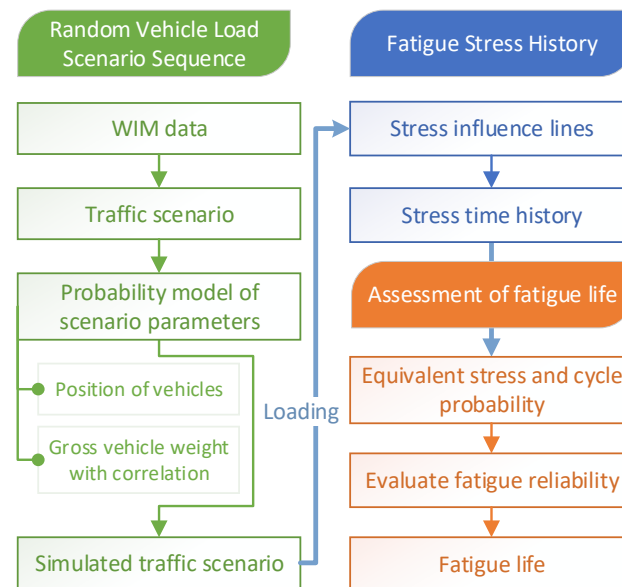 Random Vehicle Load
Scenario Sequence
WIM data
Traffic scenario
Probability model of
scenario parameters
Position of vehicles
Gross vehicle weight
with correlation
Simulated traffic scenario
Loading
Fatigue Stress History
Stress influence lines
Stress time history
Assessment of fatigue life
Equivalent stress and cycle
probability
Evaluate fatigue reliability
Fatigue life